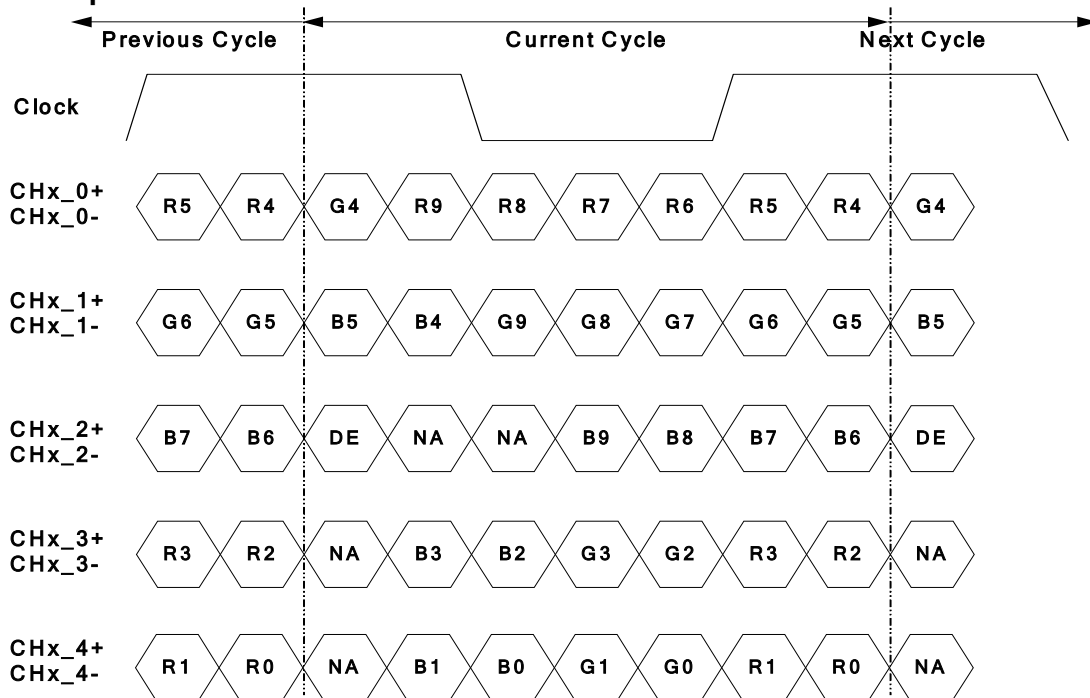 Previous Cycle Current Cycle Next Cycle
Clock
CHx_0+
CHx_0-
R5 R4 G4 R9 R8 R7 R6 R5 R4 G4
CHx_1+
CHx_1-
G6 G5 B5 B4 G9 G8 G7 G6 G5 B5
CHx_2+
CHx_2-
B7 B6 DE NA NA B9 B8 B7 B6 DE
CHx_3+
CHx_3-
R3 R2 NA B3 B2 G3 G2 R3 R2 NA
CHx_4+
CHx_4-
R1 R0 NA B1 B0 G1 G0 R1 R0 NA